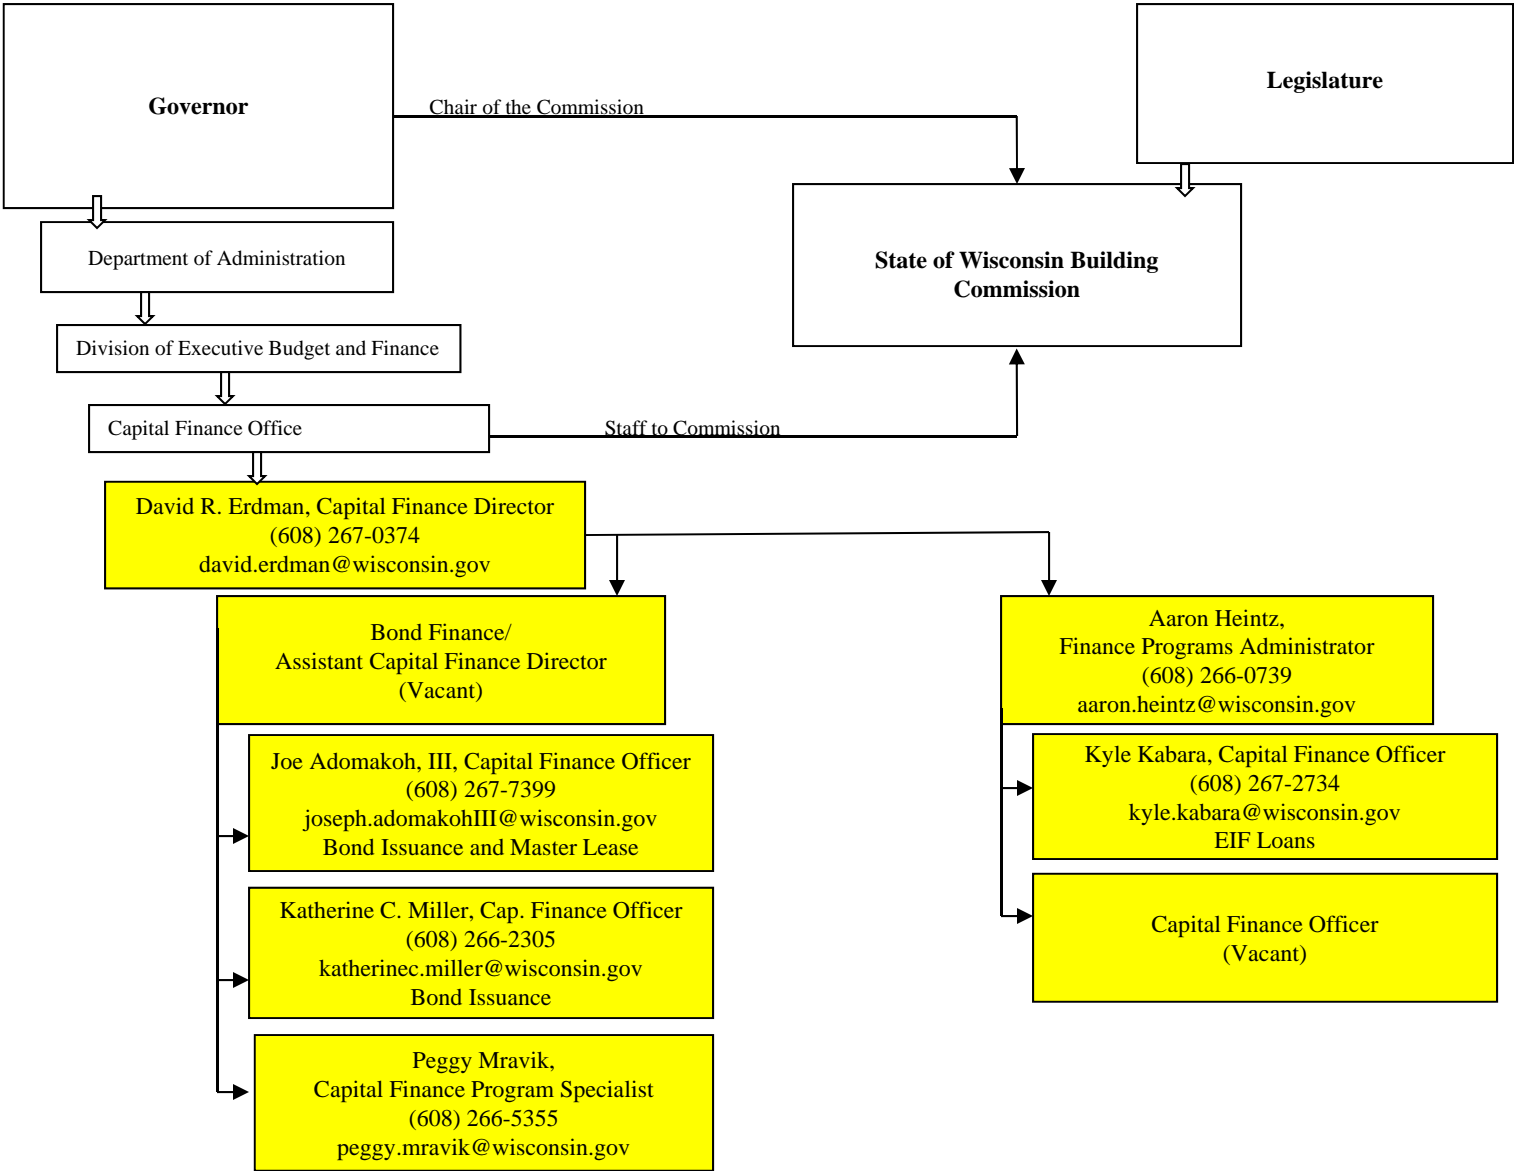 Governor
Chair of the Commission
Legislature
Department of Administration
State of Wisconsin Building
Commission
Division of Executive Budget and Finance
Capital Finance Office
Staff to Commission
David R. Erdman, Capital Finance Director
(608) 267-0374
david.erdman@wisconsin.gov
Bond Finance/
Assistant Capital Finance Director
(Vacant)
Joe Adomakoh, III, Capital Finance Officer
(608) 267-7399
joseph.adomakohIII@wisconsin.gov
Bond Issuance and Master Lease
Katherine C. Miller, Cap. Finance Officer
(608) 266-2305
katherinec.miller@wisconsin.gov
Bond Issuance
Peggy Mravik,
Capital Finance Program Specialist
(608) 266-5355
peggy.mravik@wisconsin.gov
Aaron Heintz,
Finance Programs Administrator
(608) 266-0739
aaron.heintz@wisconsin.gov
Kyle Kabara, Capital Finance Officer
(608) 267-2734
kyle.kabara@wisconsin.gov
EIF Loans
Capital Finance Officer
(Vacant)